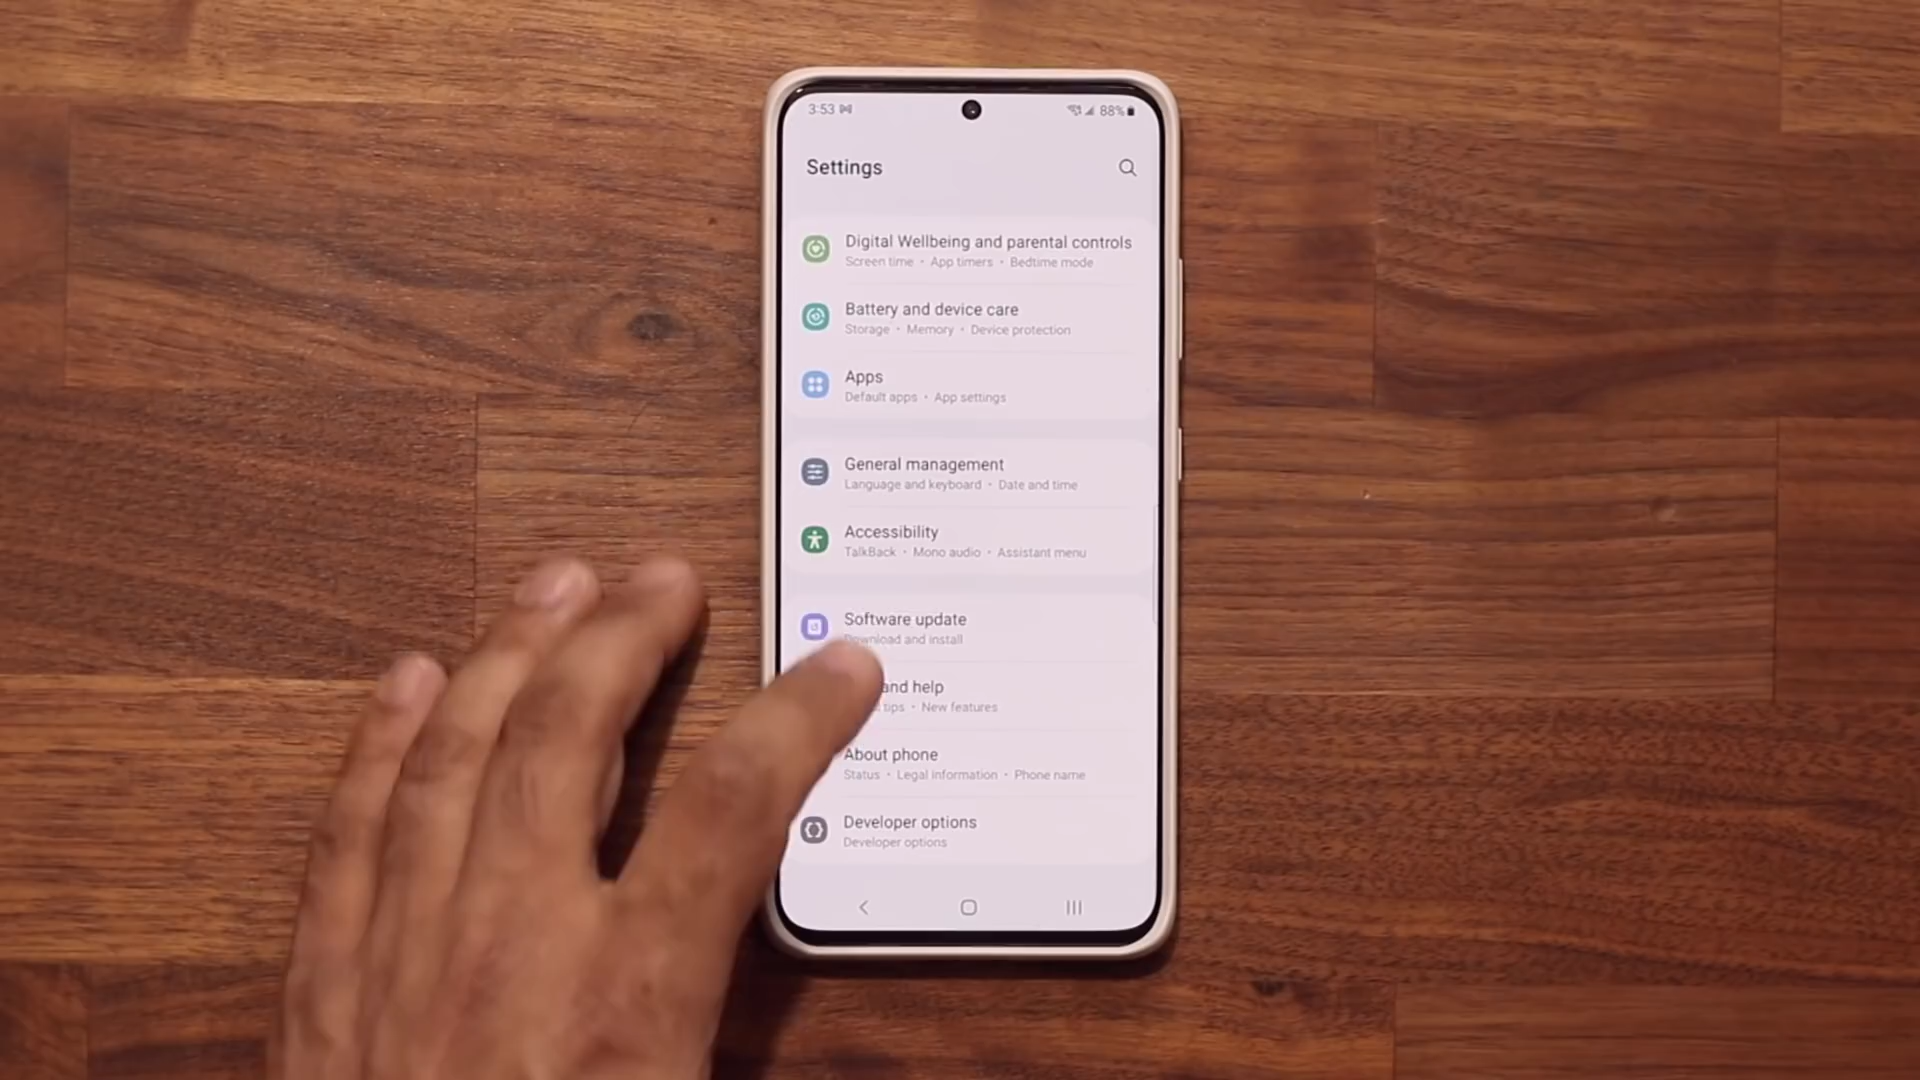 3:53
88%
Settings
Digital Wellbeing and parental controls
Screen time • App timers • Bedtime mode
Battery and device care
Storage • Memory • Device protection
Apps
Default apps • App settings
General management
Language and keyboard • Date and time
Accessibility
TalkBack • Mono audio • Assistant menu
Software update
Download and install
and help
tips • New features
About phone
Status • Legal information • Phone name
Developer options
Developer options